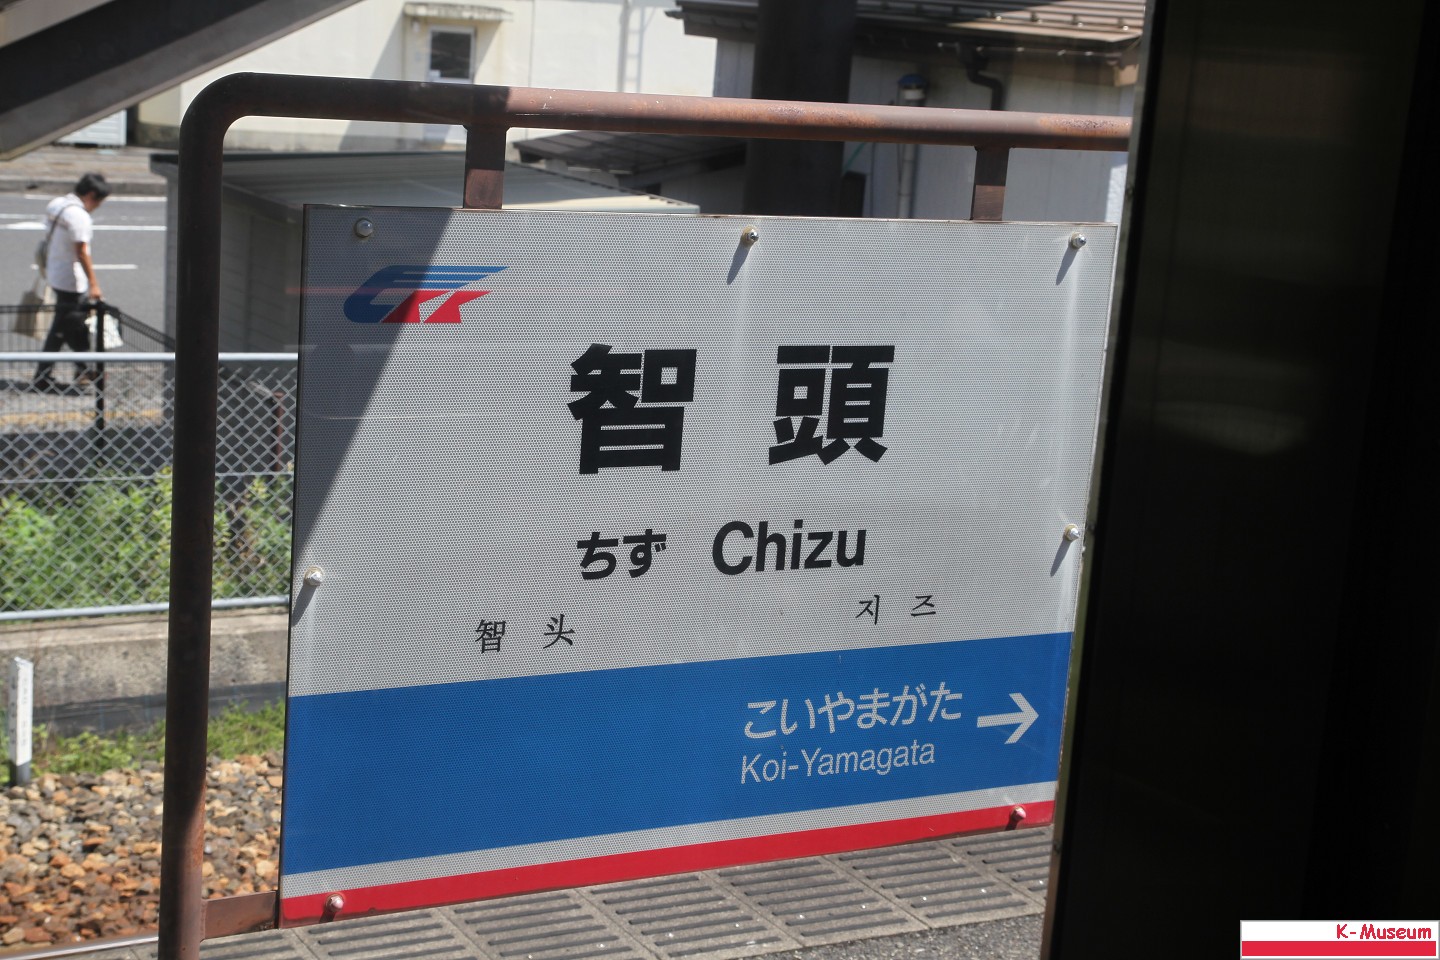 智頭
ちず Chizu
智头 지즈
こいやまがた →
Koi-Yamagata
K-Museum